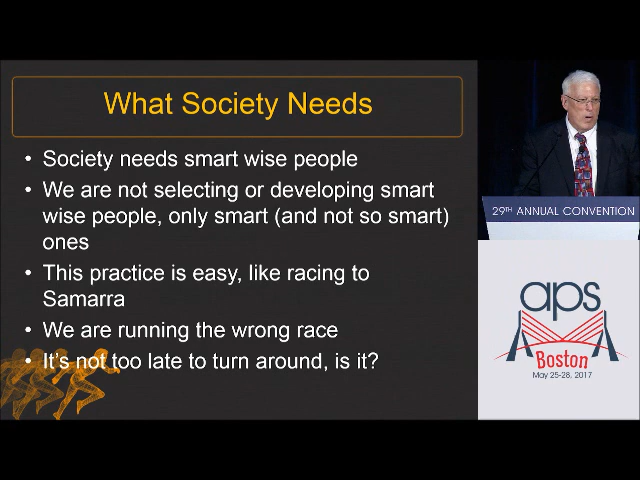 What Society Needs
• Society needs smart wise people
• We are not selecting or developing smart
wise people, only smart (and not so smart)
ones
• This practice is easy, like racing to
Samarra
• We are running the wrong race
• It's not too late to turn around, is it?
29TH ANNUAL CONVENTION
aps
Boston
May 25-28, 2017